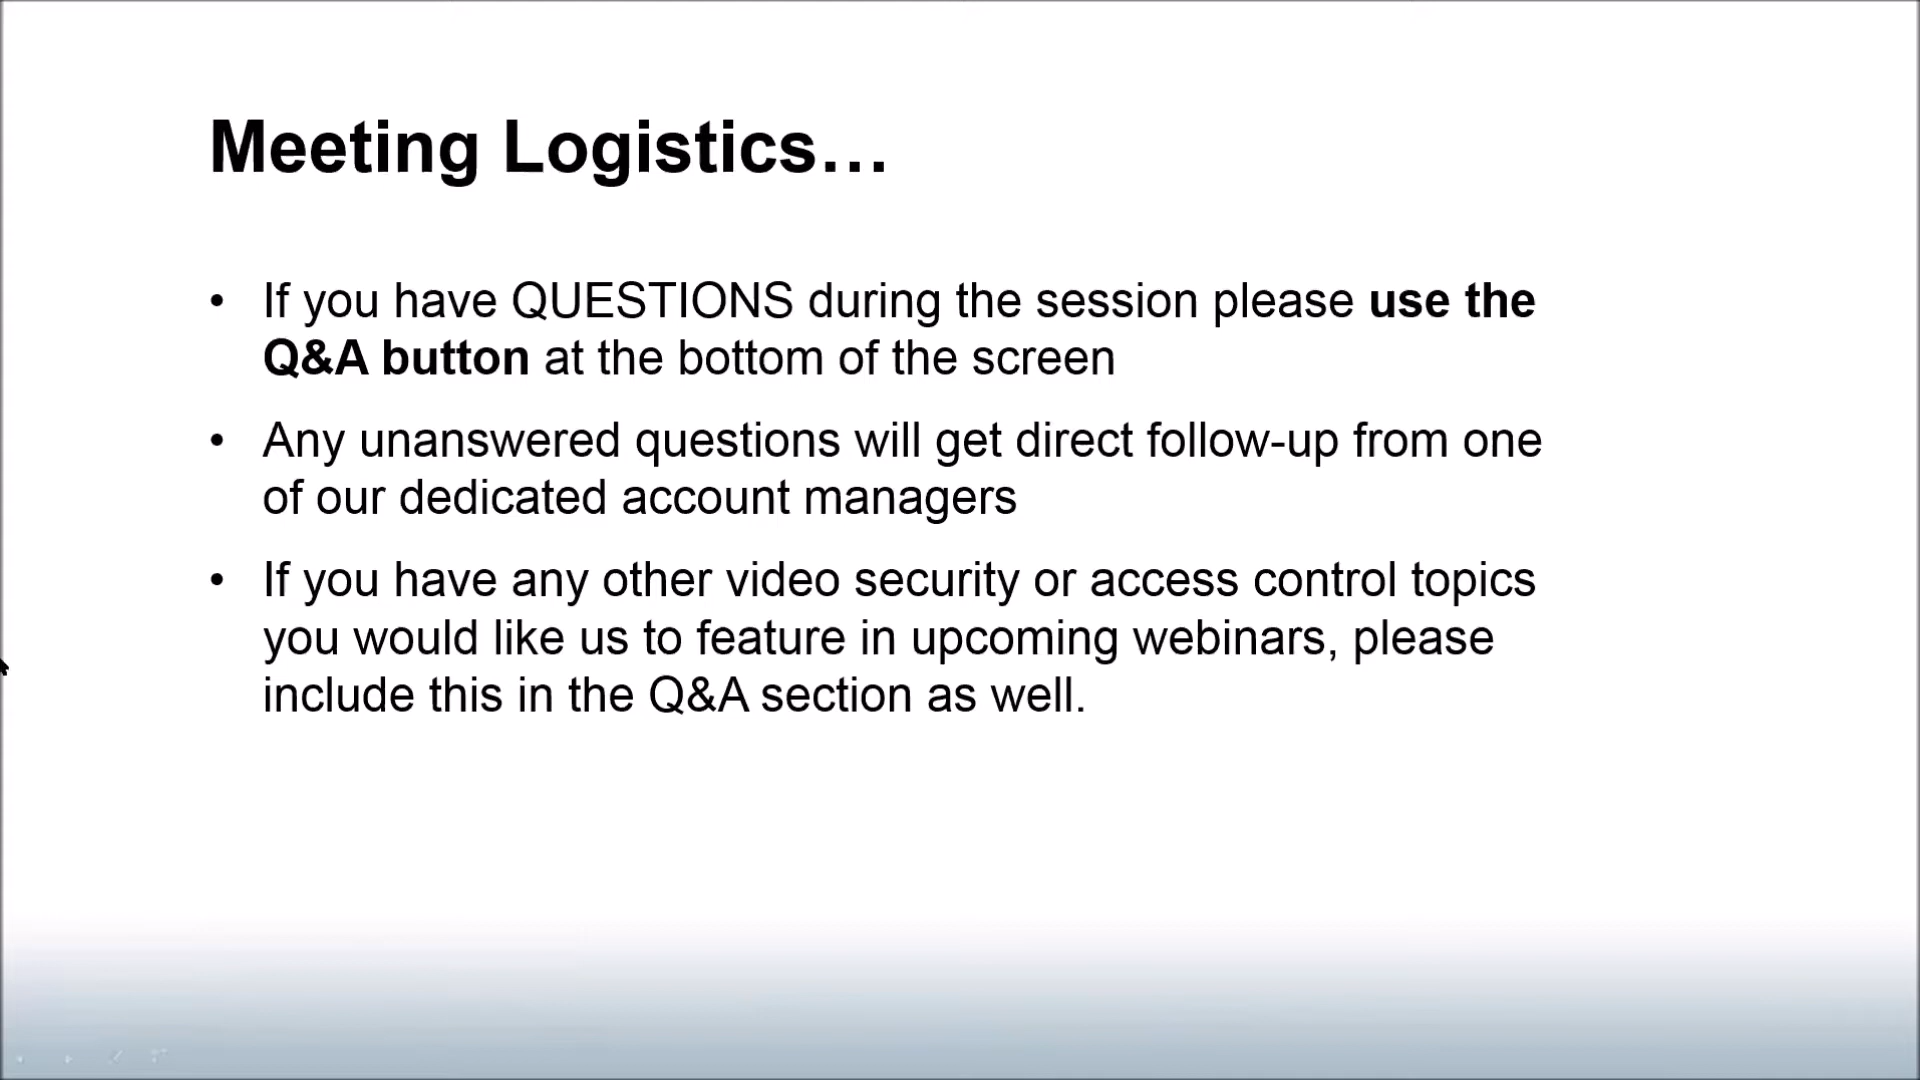 Meeting Logistics…
• If you have QUESTIONS during the session please use the
Q&A button at the bottom of the screen
• Any unanswered questions will get direct follow-up from one
of our dedicated account managers
• If you have any other video security or access control topics
you would like us to feature in upcoming webinars, please
include this in the Q&A section as well.